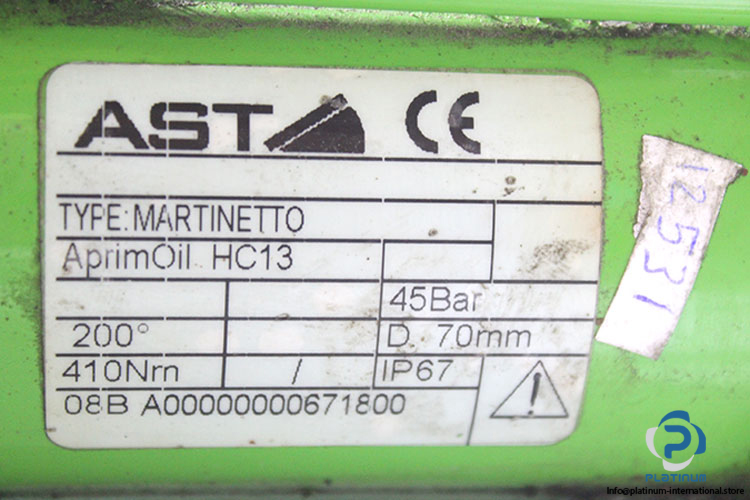 AST CE
TYPE: MARTINETTO
AprimOil HC13
45Bar
200° D. 70mm
410Nm / IP67
08B A00000000671800
12531
PLATINUM
Info@platinum-international.store